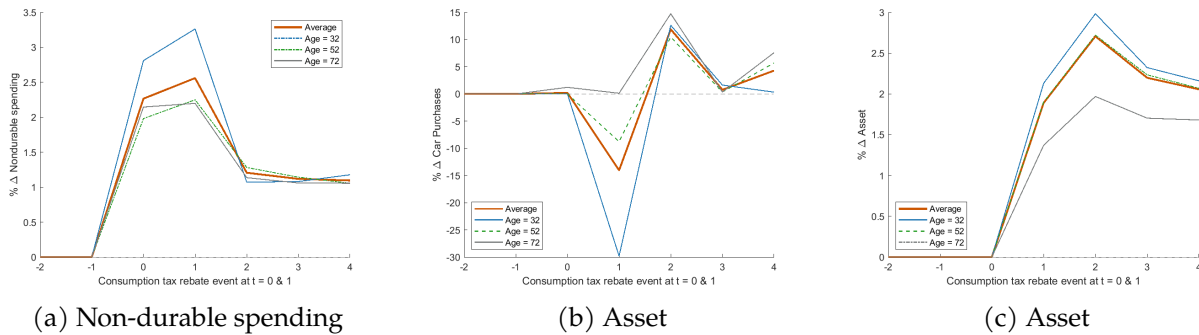 % Δ Nondurable spending
3.5
3
2.5
2
1.5
1
0.5
0
-2 -1 0 1 2 3 4
Average
Age = 32
Age = 52
Age = 72
Consumption tax rebate event at t = 0 & 1
(a) Non-durable spending
% Δ Car Purchases
15
10
5
0
-5
-10
-15
-20
-25
-30
-2 -1 0 1 2 3 4
Average
Age = 32
Age = 52
Age = 72
Consumption tax rebate event at t = 0 & 1
(b) Asset
% Δ Asset
3
2.5
2
1.5
1
0.5
0
-2 -1 0 1 2 3 4
Average
Age = 32
Age = 52
Age = 72
Consumption tax rebate event at t = 0 & 1
(c) Asset